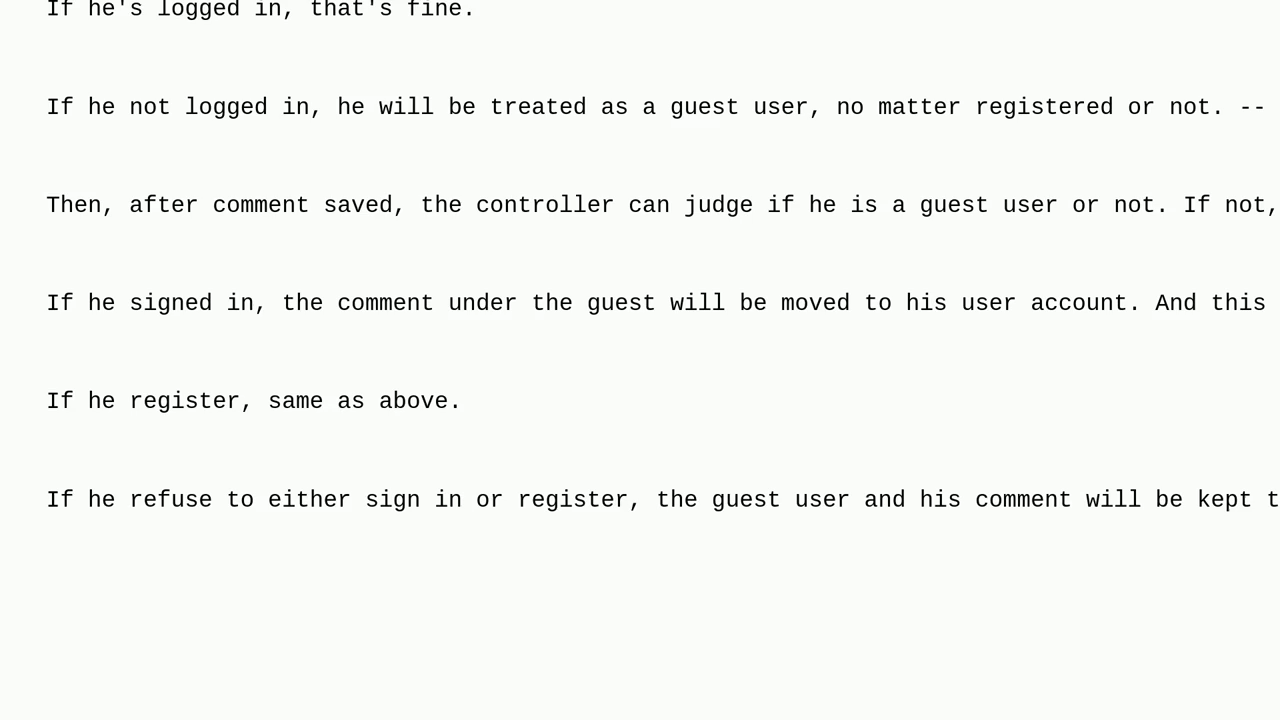 If he's logged in, that's fine.
If he not logged in, he will be treated as a guest user, no matter registered or not. --
Then, after comment saved, the controller can judge if he is a guest user or not. If not,
If he signed in, the comment under the guest will be moved to his user account. And this
If he register, same as above.
If he refuse to either sign in or register, the guest user and his comment will be kept t